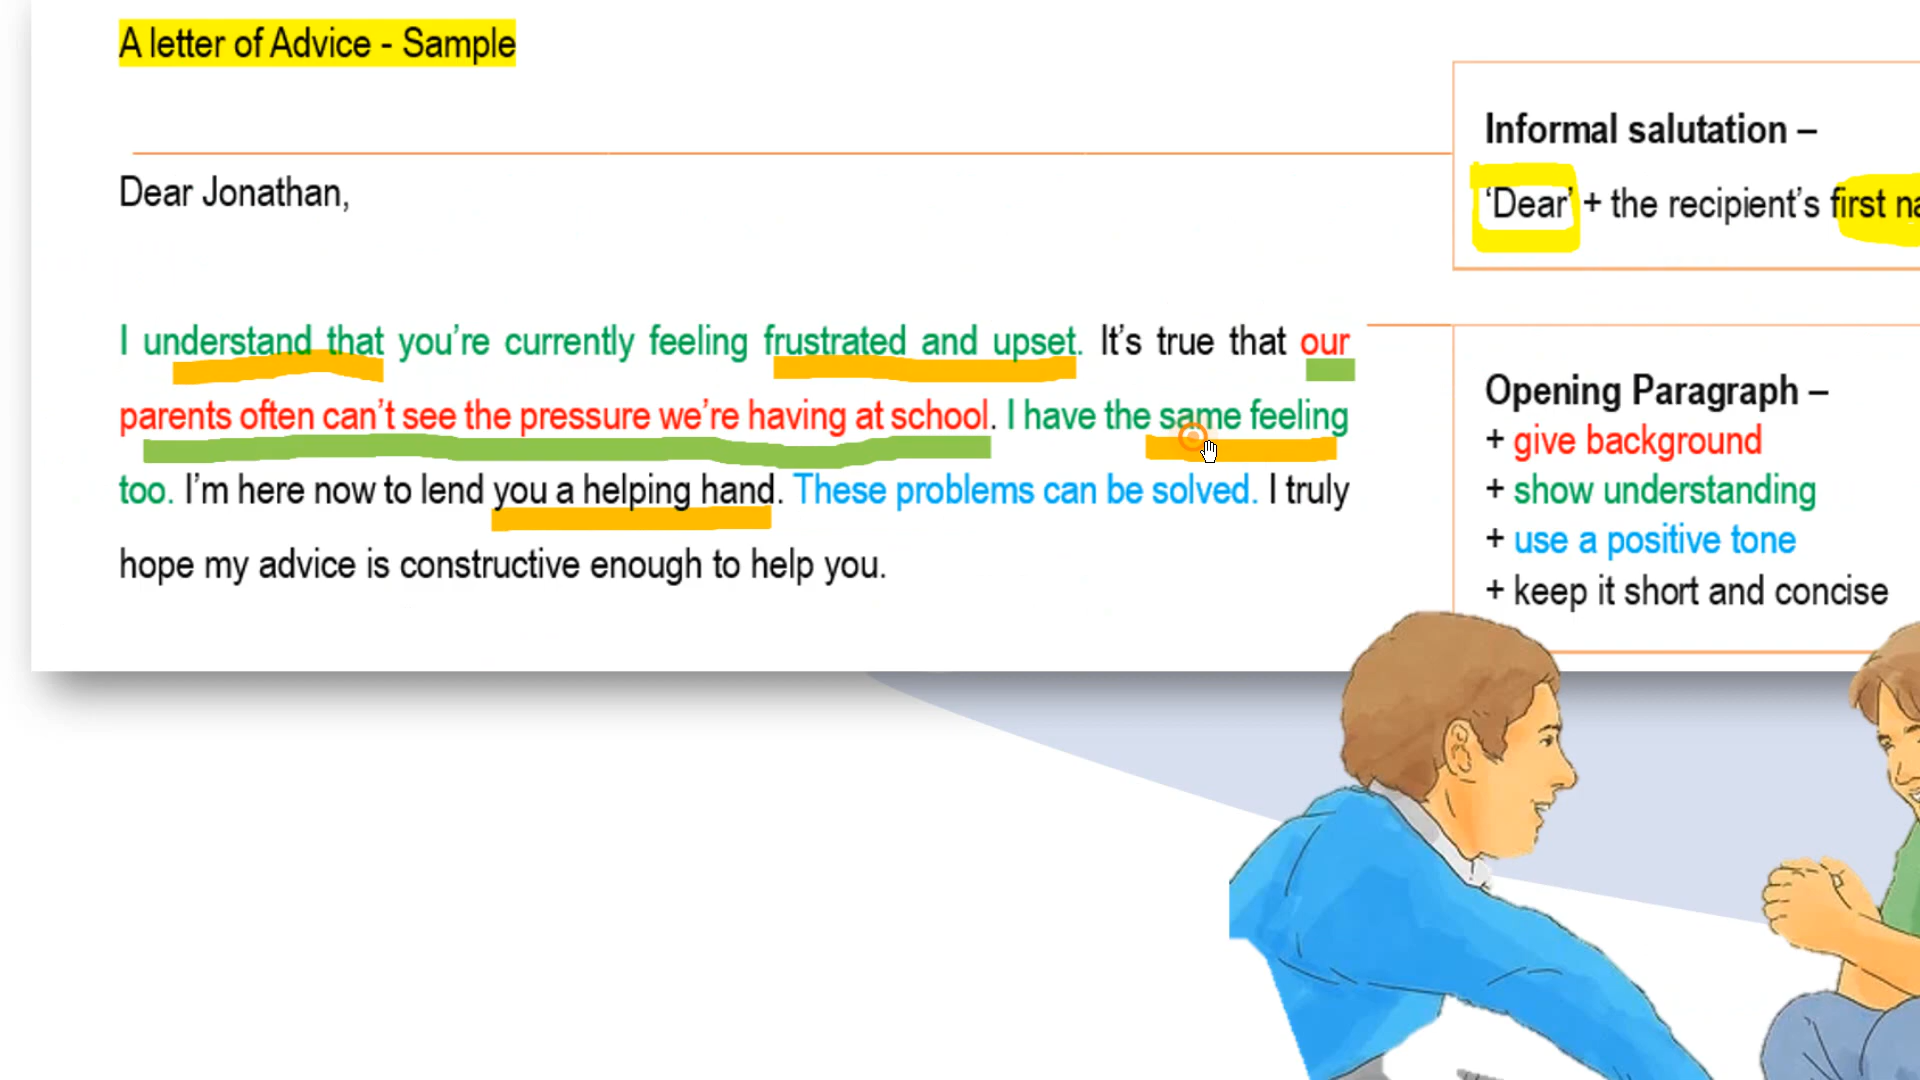 A letter of Advice - Sample
Informal salutation –
'Dear' + the recipient's first
Dear Jonathan,
I understand that you're currently feeling frustrated and upset. It's true that our
parents often can't see the pressure we're having at school. I have the same feeling
too. I'm here now to lend you a helping hand. These problems can be solved. I truly
hope my advice is constructive enough to help you.
Opening Paragraph –
+ give background
+ show understanding
+ use a positive tone
+ keep it short and concise